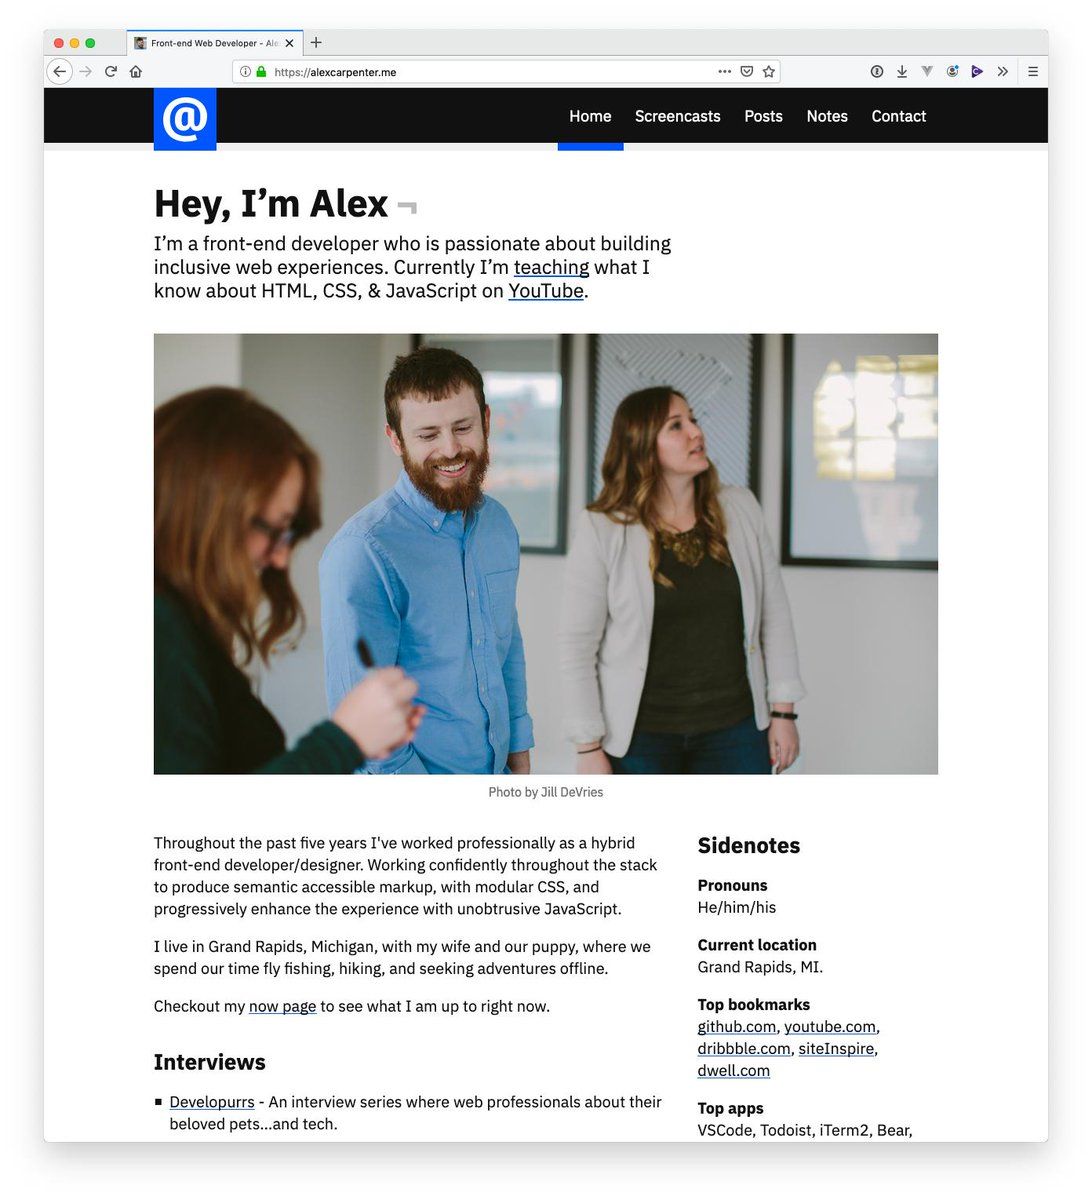 Front-end Web Developer - Ale
https://alexcarpenter.me
@
Home Screencasts Posts Notes Contact
Hey, I’m Alex
I’m a front-end developer who is passionate about building
inclusive web experiences. Currently I’m teaching what I
know about HTML, CSS, & JavaScript on YouTube.
Photo by Jill DeVries
Throughout the past five years I've worked professionally as a hybrid
front-end developer/designer. Working confidently throughout the stack
to produce semantic accessible markup, with modular CSS, and
progressively enhance the experience with unobtrusive JavaScript.
I live in Grand Rapids, Michigan, with my wife and our puppy, where we
spend our time fly fishing, hiking, and seeking adventures offline.
Checkout my now page to see what I am up to right now.
Interviews
Developurrs - An interview series where web professionals about their
beloved pets...and tech.
Sidenotes
Pronouns
He/him/his
Current location
Grand Rapids, MI.
Top bookmarks
github.com, youtube.com,
dribbble.com, siteInspire,
dwell.com
Top apps
VSCode, Todoist, iTerm2, Bear,